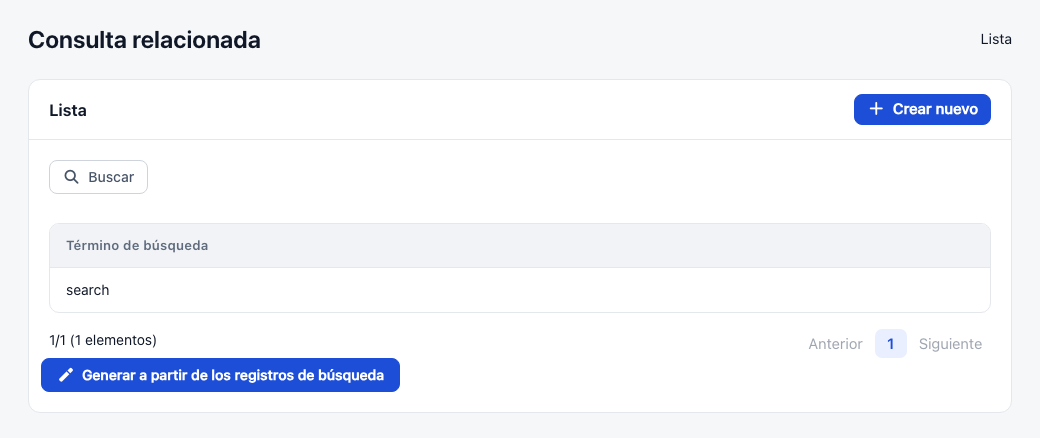 Consulta relacionada
Lista
Lista
Crear nuevo
Buscar
Término de búsqueda
search
1/1 (1 elementos)
Anterior 1 Siguiente
Generar a partir de los registros de búsqueda